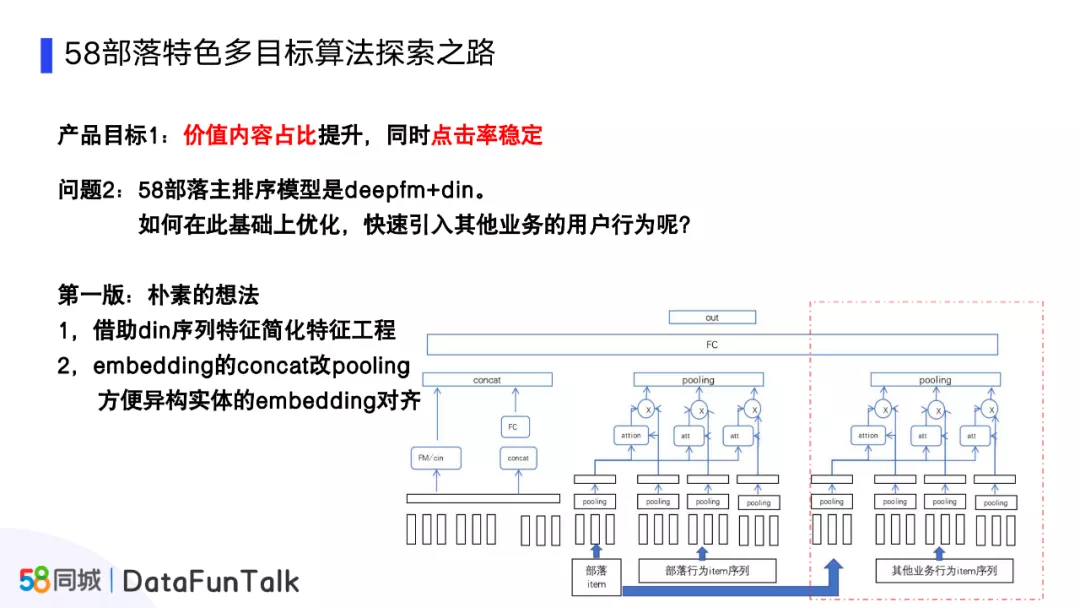 58部落特色多目标算法探索之路
产品目标1：价值内容占比提升，同时点击率稳定
问题2：58部落主排序模型是deepfm+din。
如何在此基础上优化，快速引入其他业务的用户行为呢？
第一版：朴素的想法
1，借助din序列特征简化特征工程
2，embedding的concat改pooling
方便异构实体的embedding对齐
out
FC
concat
pooling
pooling
x
x
x
x
x
x
FC
attion
att
att
attion
att
att
FM/cin
concat
pooling
pooling
pooling
pooling
pooling
pooling
pooling
pooling
部落
item
部落行为item序列
其他业务行为item序列
58同城
DataFunTalk